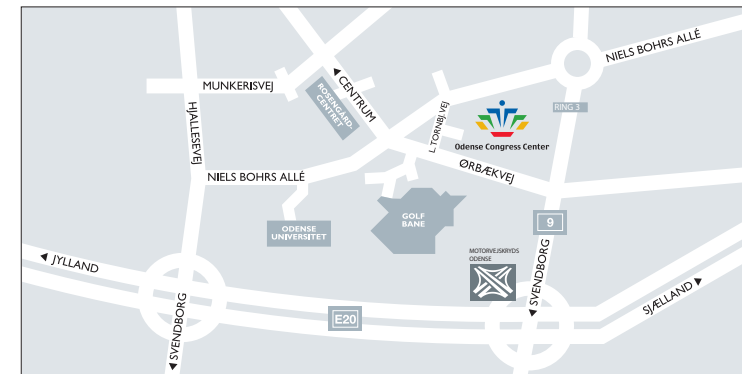 NIELS BOHRS ALLÉ
MUNKERISVEJ
CENTRUM
ROSENGÅRD-
CENTRET
HJALLESEVEJ
L.TORNBJ.VEJ
RING 3
Odense Congress Center
NIELS BOHRS ALLÉ
ØRBÆKVEJ
GOLF
BANE
ODENSE
UNIVERSITET
9
MOTORVEJSKRYDS
ODENSE
JYLLAND
SVENDBORG
SJÆLLAND
SVENDBORG
E20